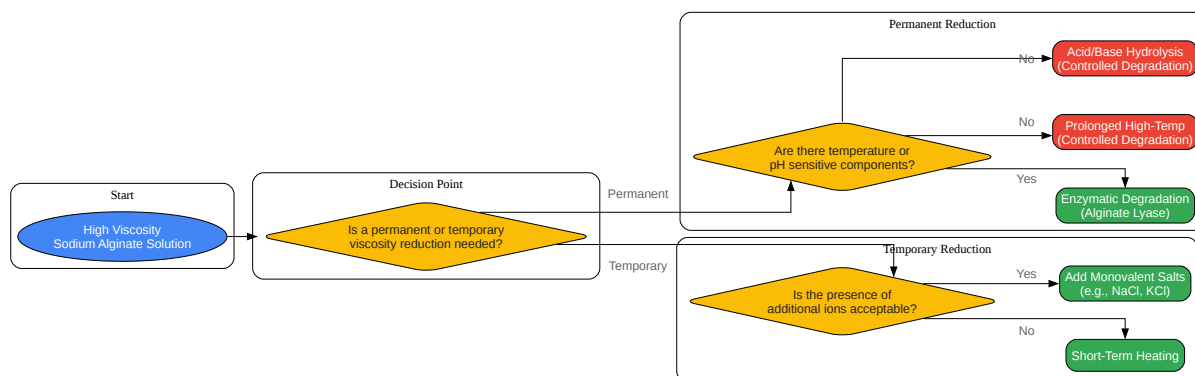 Start
High Viscosity
Sodium Alginate Solution
Decision Point
Is a permanent or temporary
viscosity reduction needed?
Permanent
Temporary
Permanent Reduction
Are there temperature or
pH sensitive components?
No
Acid/Base Hydrolysis
(Controlled Degradation)
No
Prolonged High-Temp
(Controlled Degradation)
Yes
Enzymatic Degradation
(Alginate Lyase)
Temporary Reduction
Is the presence of
additional ions acceptable?
Yes
Add Monovalent Salts
(e.g., NaCl, KCl)
No
Short-Term Heating